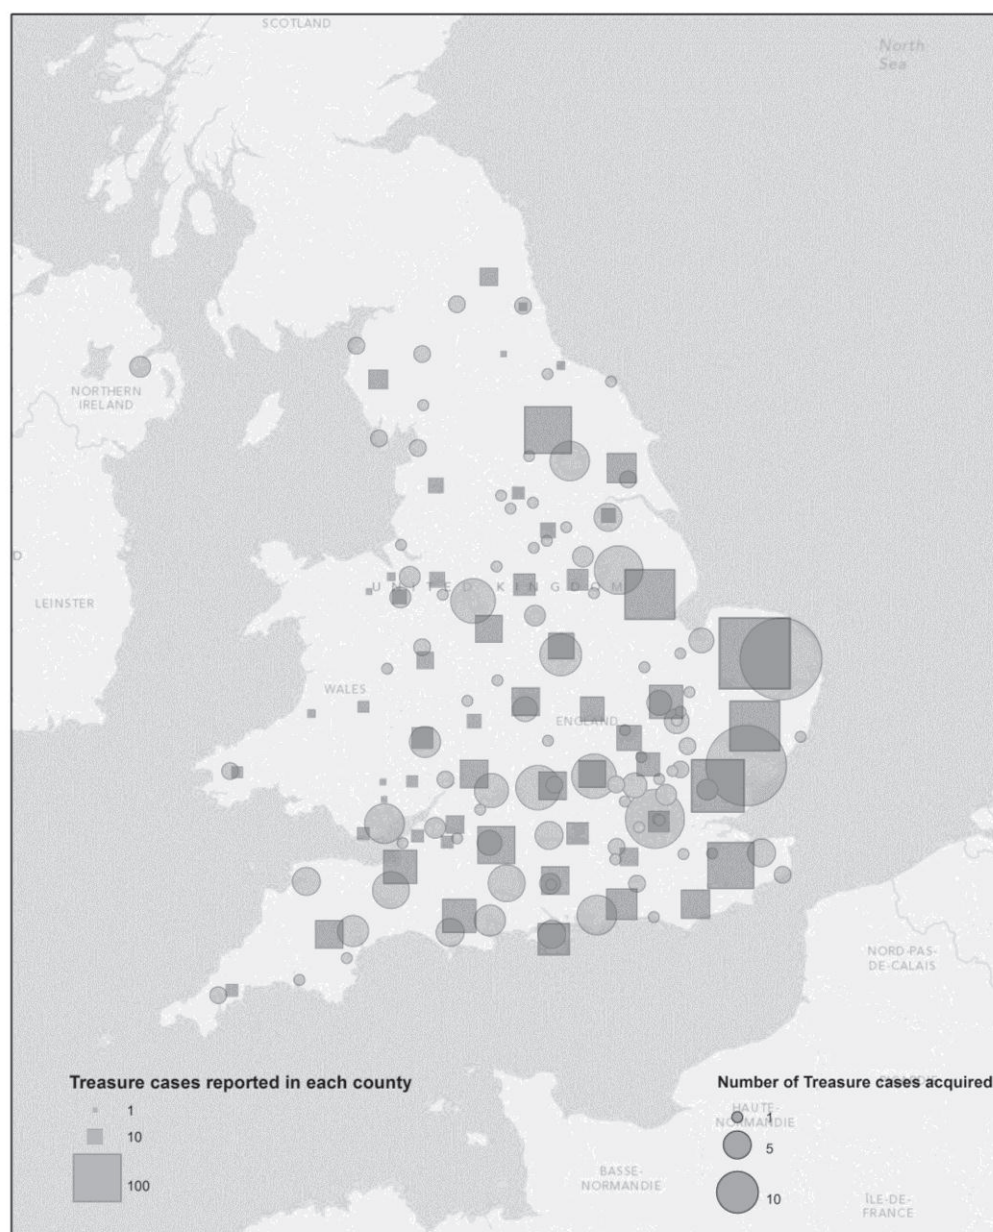 SCOTLAND
North
Sea
NORTHERN
IRELAND
LEINSTER
UNITED KINGDOM
WALES
ENGLAND
NORD-PAS-
DE-CALAIS
Treasure cases reported in each county
1
10
100
Number of Treasure cases acquired
HAUTE-
NORMANDIE
1
5
10
BASSE-
NORMANDIE
ÎLE-DE-
FRANCE